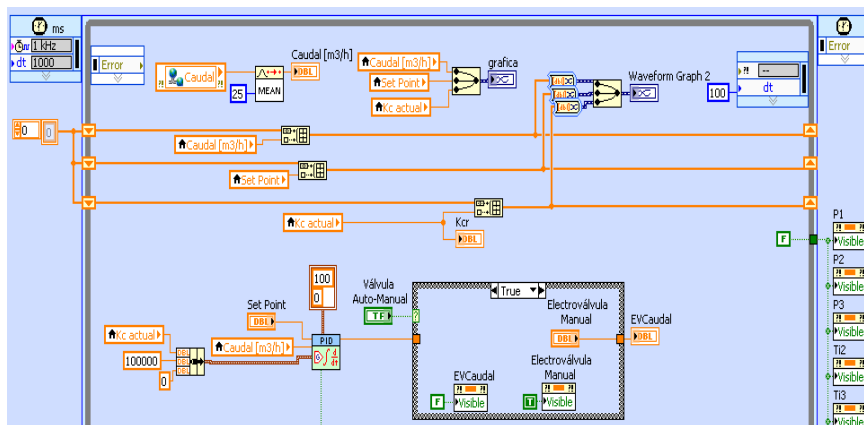 ms
1 kHz
dt 1000
Error
Caudal
25
MEAN
Caudal [m3/h]
DBL
Caudal [m3/h]
Set Point
Kc actual
grafica
Waveform Graph 2
100
--
dt
Error
0
0
Caudal [m3/h]
Set Point
Kc actual
Kcr
DBL
F
P1
Visible
P2
Visible
P3
Visible
Ti2
Visible
Ti3
Visible
100
0
Set Point
DBL
Válvula
Auto-Manual
TF
True
Electroválvula
Manual
DBL
EVCaudal
DBL
Kc actual
100000
0
DBL
DBL
DBL
Caudal [m3/h]
PID
EVCaudal
F
Visible
Electroválvula
Manual
T
Visible